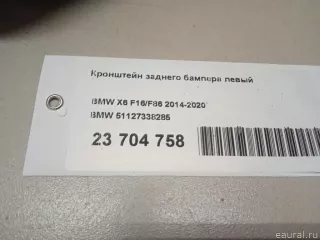 Кронштейн заднего бампера левый
BMW X6 F16/F86 2014-2020
BMW 51127338285
23 704 758
eaural.ru